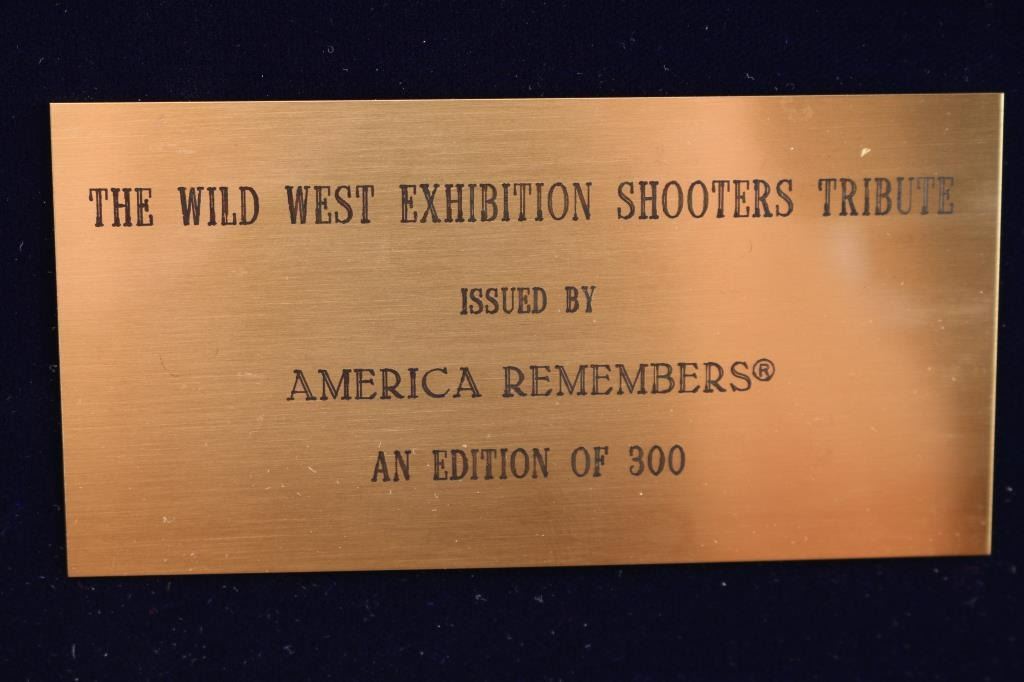 THE WILD WEST EXHIBITION SHOOTERS TRIBUTE
ISSUED BY
AMERICA REMEMBERS®
AN EDITION OF 300